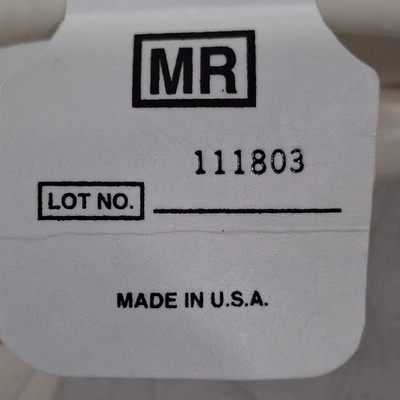 MR
111803
LOT NO.
MADE IN U.S.A.